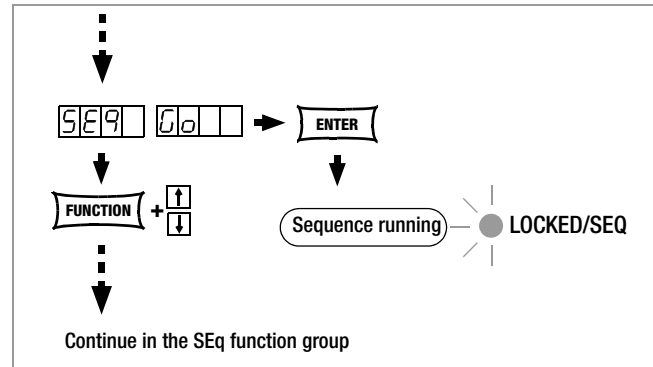 SEq Go ENTER
FUNCTION + ↑
↓
Sequence running LOCKED/SEQ
Continue in the SEq function group